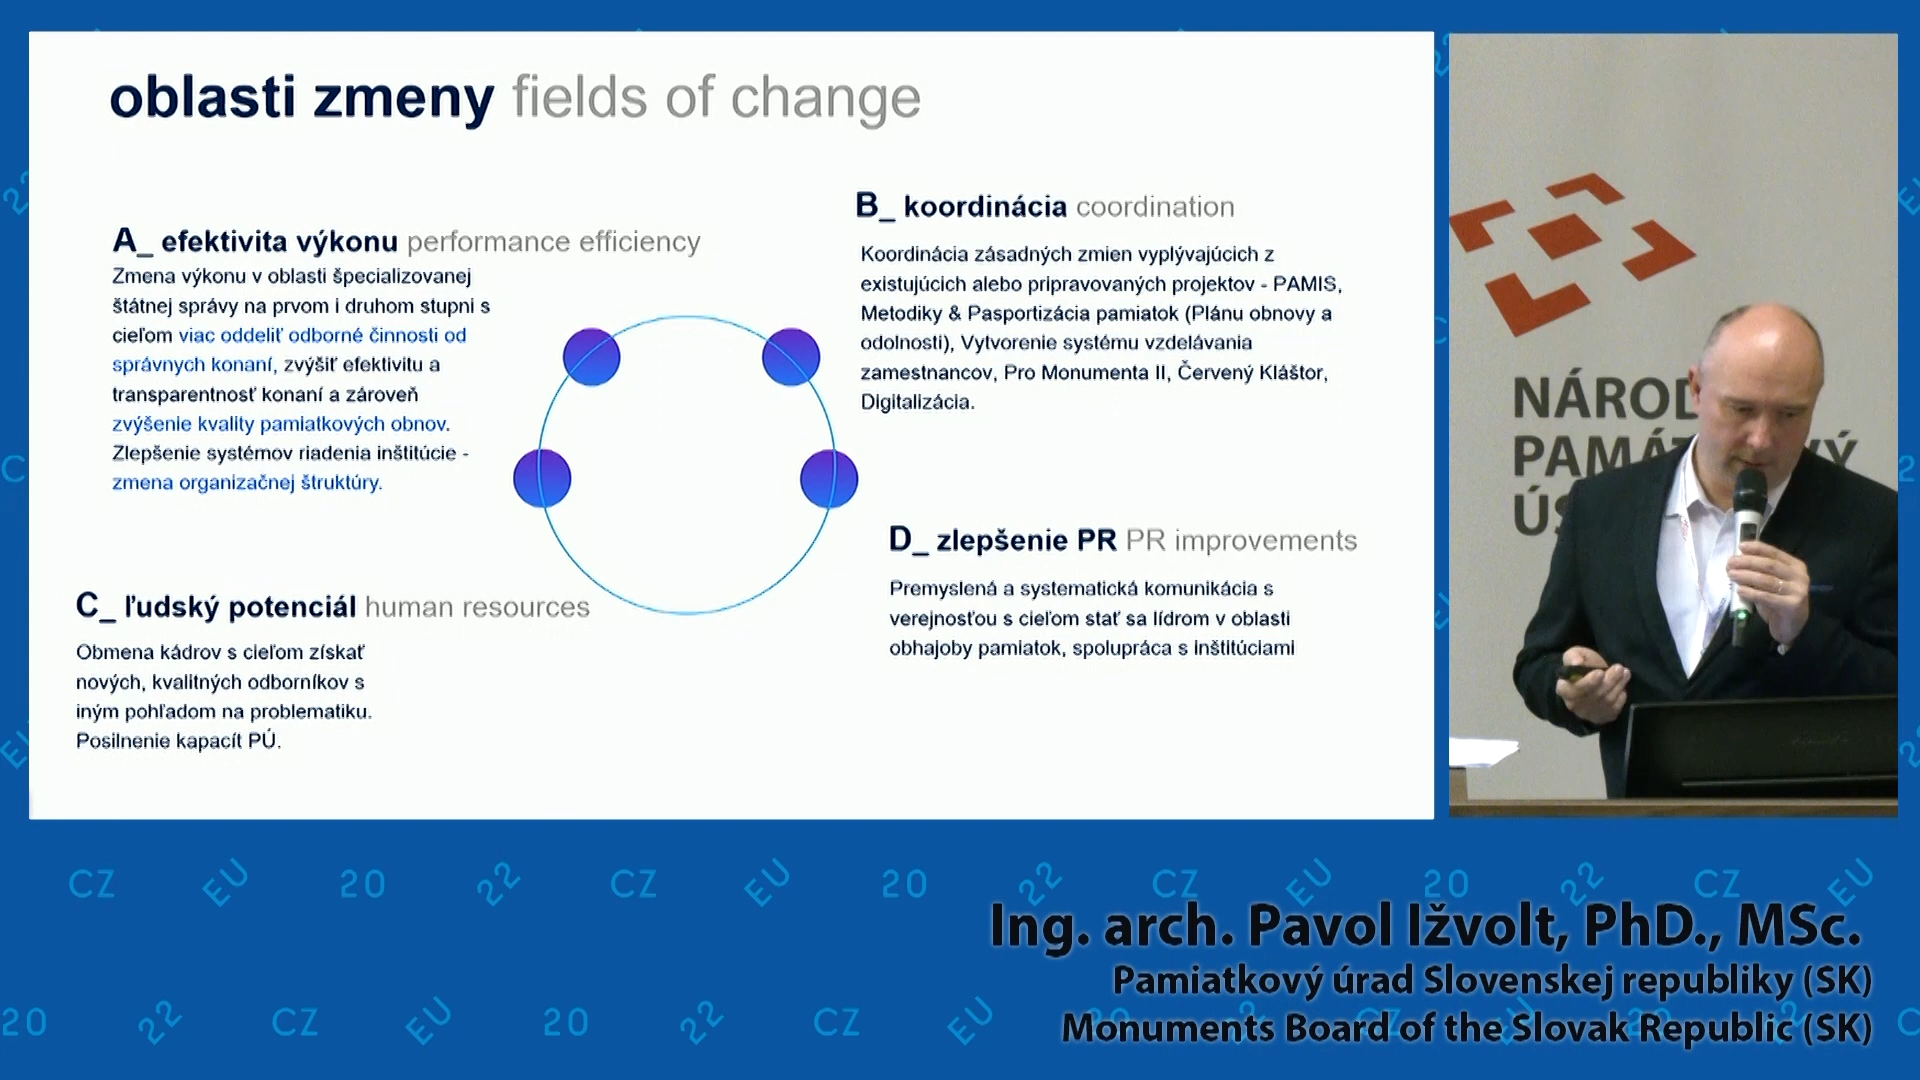 oblasti zmeny fields of change
A_ efektivita výkonu performance efficiency
Zmena výkonu v oblasti špecializovanej
štátnej správy na prvom i druhom stupni s
cieľom viac oddeliť odborné činnosti od
správnych konaní, zvýšiť efektivitu a
transparentnosť konaní a zároveň
zvýšenie kvality pamiatkových obnov.
Zlepšenie systémov riadenia inštitúcie -
zmena organizačnej štruktúry.
B_ koordinácia coordination
Koordinácia zásadných zmien vyplývajúcich z
existujúcich alebo pripravovaných projektov - PAMIS,
Metodiky & Pasportizácia pamiatok (Plánu obnovy a
odolnosti), Vytvorenie systému vzdelávania
zamestnancov, Pro Monumenta II, Červený Kláštor,
Digitalizácia.
C_ ľudský potenciál human resources
Obmena kádrov s cieľom získať
nových, kvalitných odborníkov s
iným pohľadom na problematiku.
Posilnenie kapacít PÚ.
D_ zlepšenie PR PR improvements
Premyslená a systematická komunikácia s
verejnosťou s cieľom stať sa lídrom v oblasti
obhajoby pamiatok, spolupráca s inštitúciami
CZ EU 20 22 CZ EU 20 22 CZ EU 20 22 CZ EU
Ing. arch. Pavol Ižvolt, PhD., MSc.
Pamiatkový úrad Slovenskej republiky (SK)
20 22 CZ EU 20 22 CZ EU
Monuments Board of the Slovak Republic (SK)